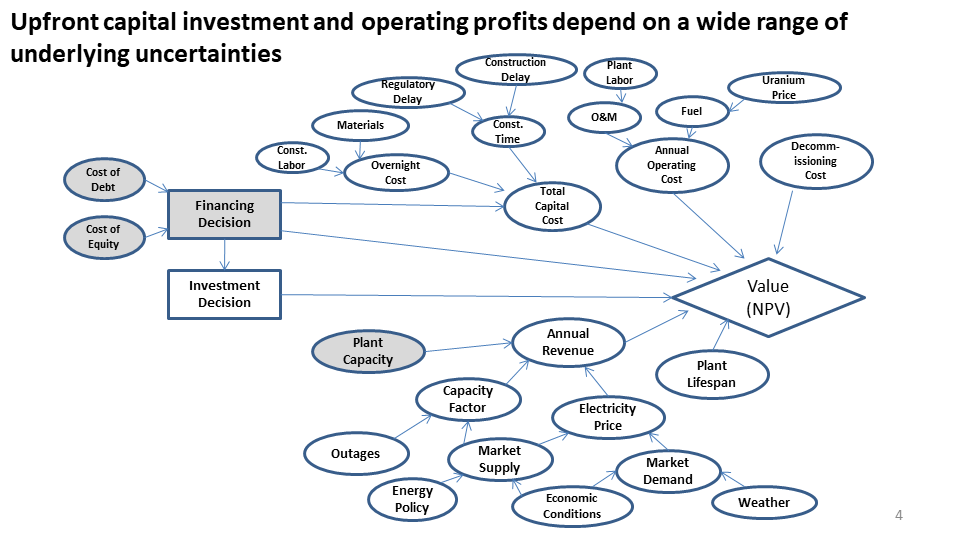 Upfront capital investment and operating profits depend on a wide range of
underlying uncertainties
Construction
Delay
Plant
Labor
Regulatory
Delay
Uranium
Price
Materials
Const.
Time
O&M
Fuel
Const.
Labor
Overnight
Cost
Annual
Operating
Cost
Decomm-
issioning
Cost
Cost of
Debt
Financing
Decision
Total
Capital
Cost
Cost of
Equity
Investment
Decision
Value
(NPV)
Plant
Capacity
Annual
Revenue
Plant
Lifespan
Capacity
Factor
Electricity
Price
Outages
Market
Supply
Market
Demand
Energy
Policy
Economic
Conditions
Weather
4